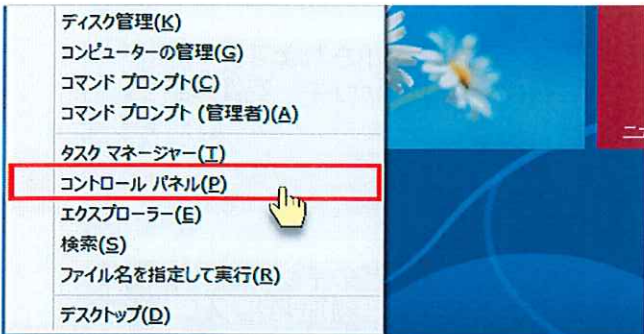 ディスク管理(K)
コンピューターの管理(G)
コマンド プロンプト(C)
コマンド プロンプト (管理者)(A)
タスク マネージャー(T)
コントロール パネル(P)
エクスプローラー(E)
検索(S)
ファイル名を指定して実行(R)
デスクトップ(D)